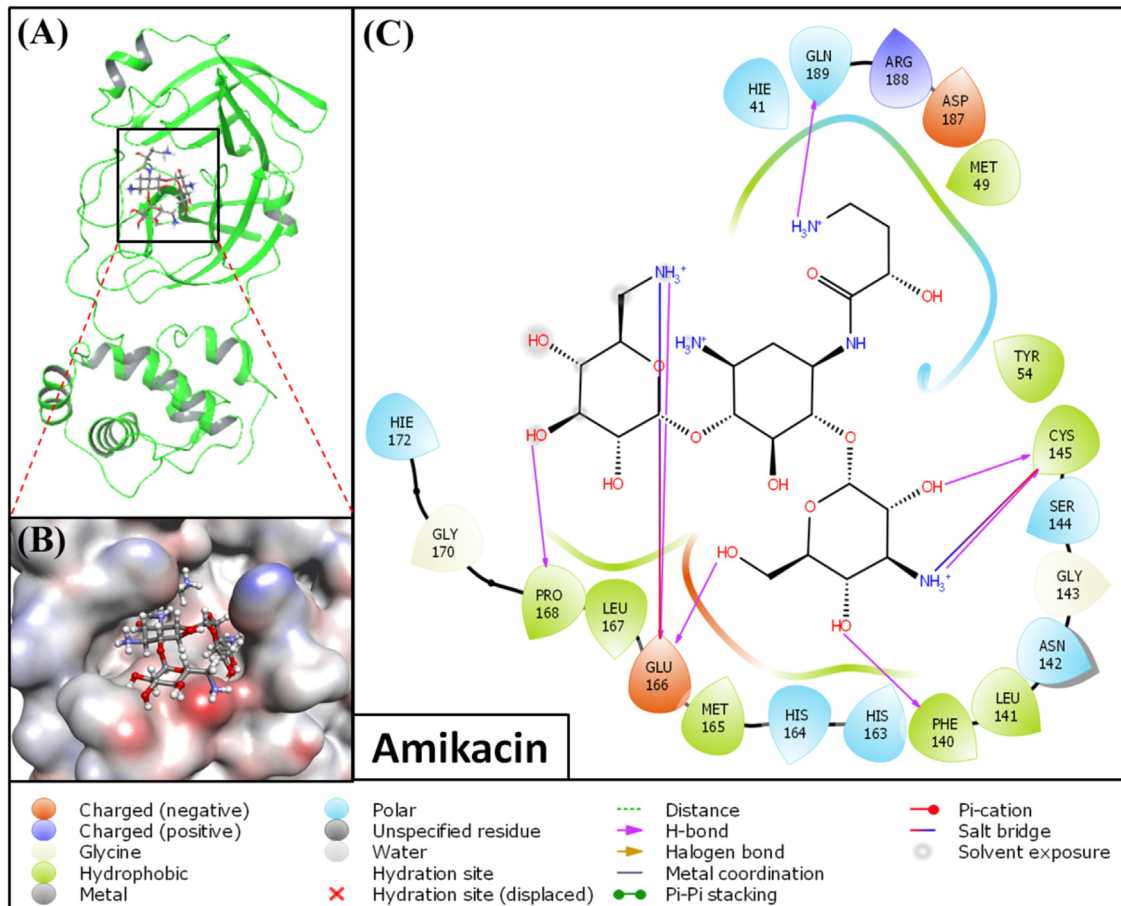 (A)
(B)
Amikacin
(C)
GLN
189
ARG
188
HIE
41
ASP
187
MET
49
H₃N⁺
O
OH
NH₃⁺
H₃N⁺
NH
HO
O
TYR
54
HIE
172
HO
O
O
CYS
145
HO
OH
OH
SER
144
O
GLY
170
HO
NH₃⁺
GLY
143
PRO
168
LEU
167
HO
ASN
142
GLU
166
MET
165
HIS
164
HIS
163
PHE
140
LEU
141
Charged (negative)
Charged (positive)
Glycine
Hydrophobic
Metal
Polar
Unspecified residue
Water
Hydration site
Hydration site (displaced)
Distance
H-bond
Halogen bond
Metal coordination
Pi-Pi stacking
Pi-cation
Salt bridge
Solvent exposure